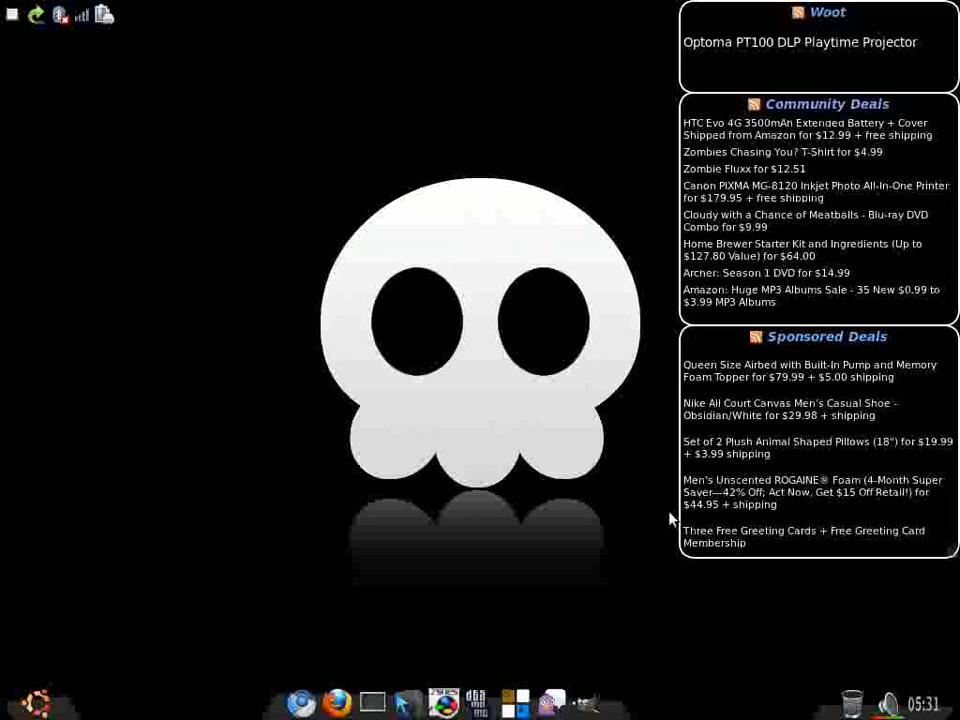 Woot
Optoma PT100 DLP Playtime Projector
Community Deals
HTC Evo 4G 3500mAh Extended Battery + Cover
Shipped from Amazon for $12.99 + free shipping
Zombies Chasing You? T-Shirt for $4.99
Zombie Fluxx for $12.51
Canon PIXMA MG-8120 Inkjet Photo All-In-One Printer
for $179.95 + free shipping
Cloudy with a Chance of Meatballs - Blu-ray DVD
Combo for $9.99
Home Brewer Starter Kit and Ingredients (Up to
$127.80 Value) for $64.00
Archer: Season 1 DVD for $14.99
Amazon: Huge MP3 Albums Sale - 35 New $0.99 to
$3.99 MP3 Albums
Sponsored Deals
Queen Size Airbed with Built-In Pump and Memory
Foam Topper for $79.99 + $5.00 shipping
Nike All Court Canvas Men's Casual Shoe -
Obsidian/White for $29.98 + shipping
Set of 2 Plush Animal Shaped Pillows (18") for $19.99
+ $3.99 shipping
Men's Unscented ROGAINE® Foam (4-Month Super
Saver—42% Off; Act Now, Get $15 Off Retail!) for
$44.95 + shipping
Three Free Greeting Cards + Free Greeting Card
Membership
05:31